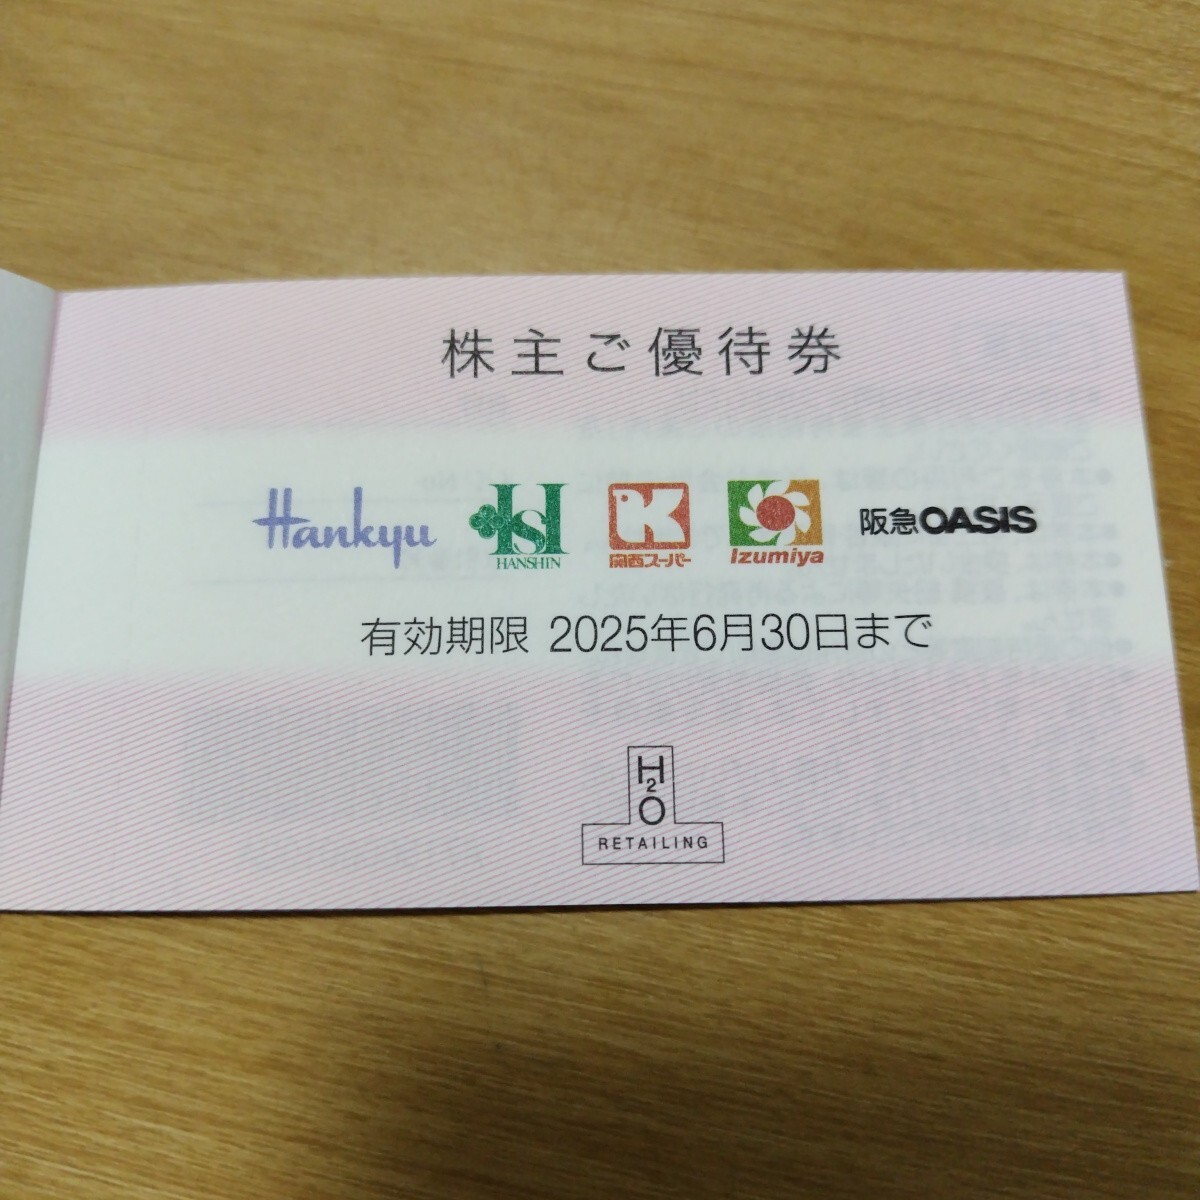 株主ご優待券
Hankyu
HS HANSHIN
K 関西スーパー
Izumiya
阪急OASIS
有効期限 2025年6月30日まで
H2O
RETAILING